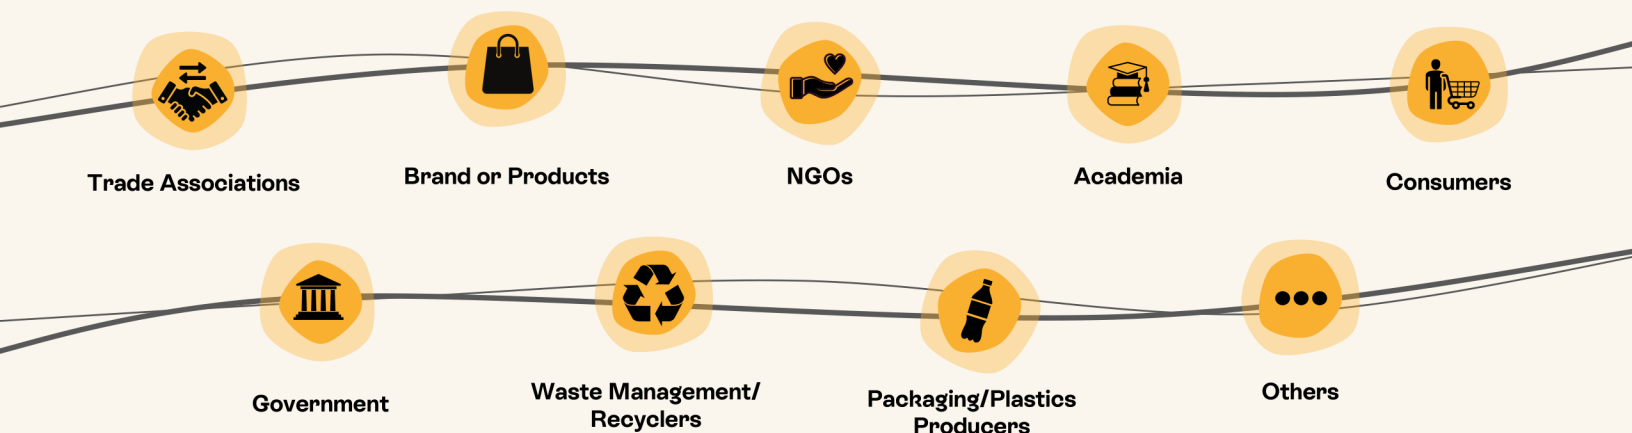 Trade Associations
Brand or Products
NGOs
Academia
Consumers
Government
Waste Management/
Recyclers
Packaging/Plastics
Producers
Others